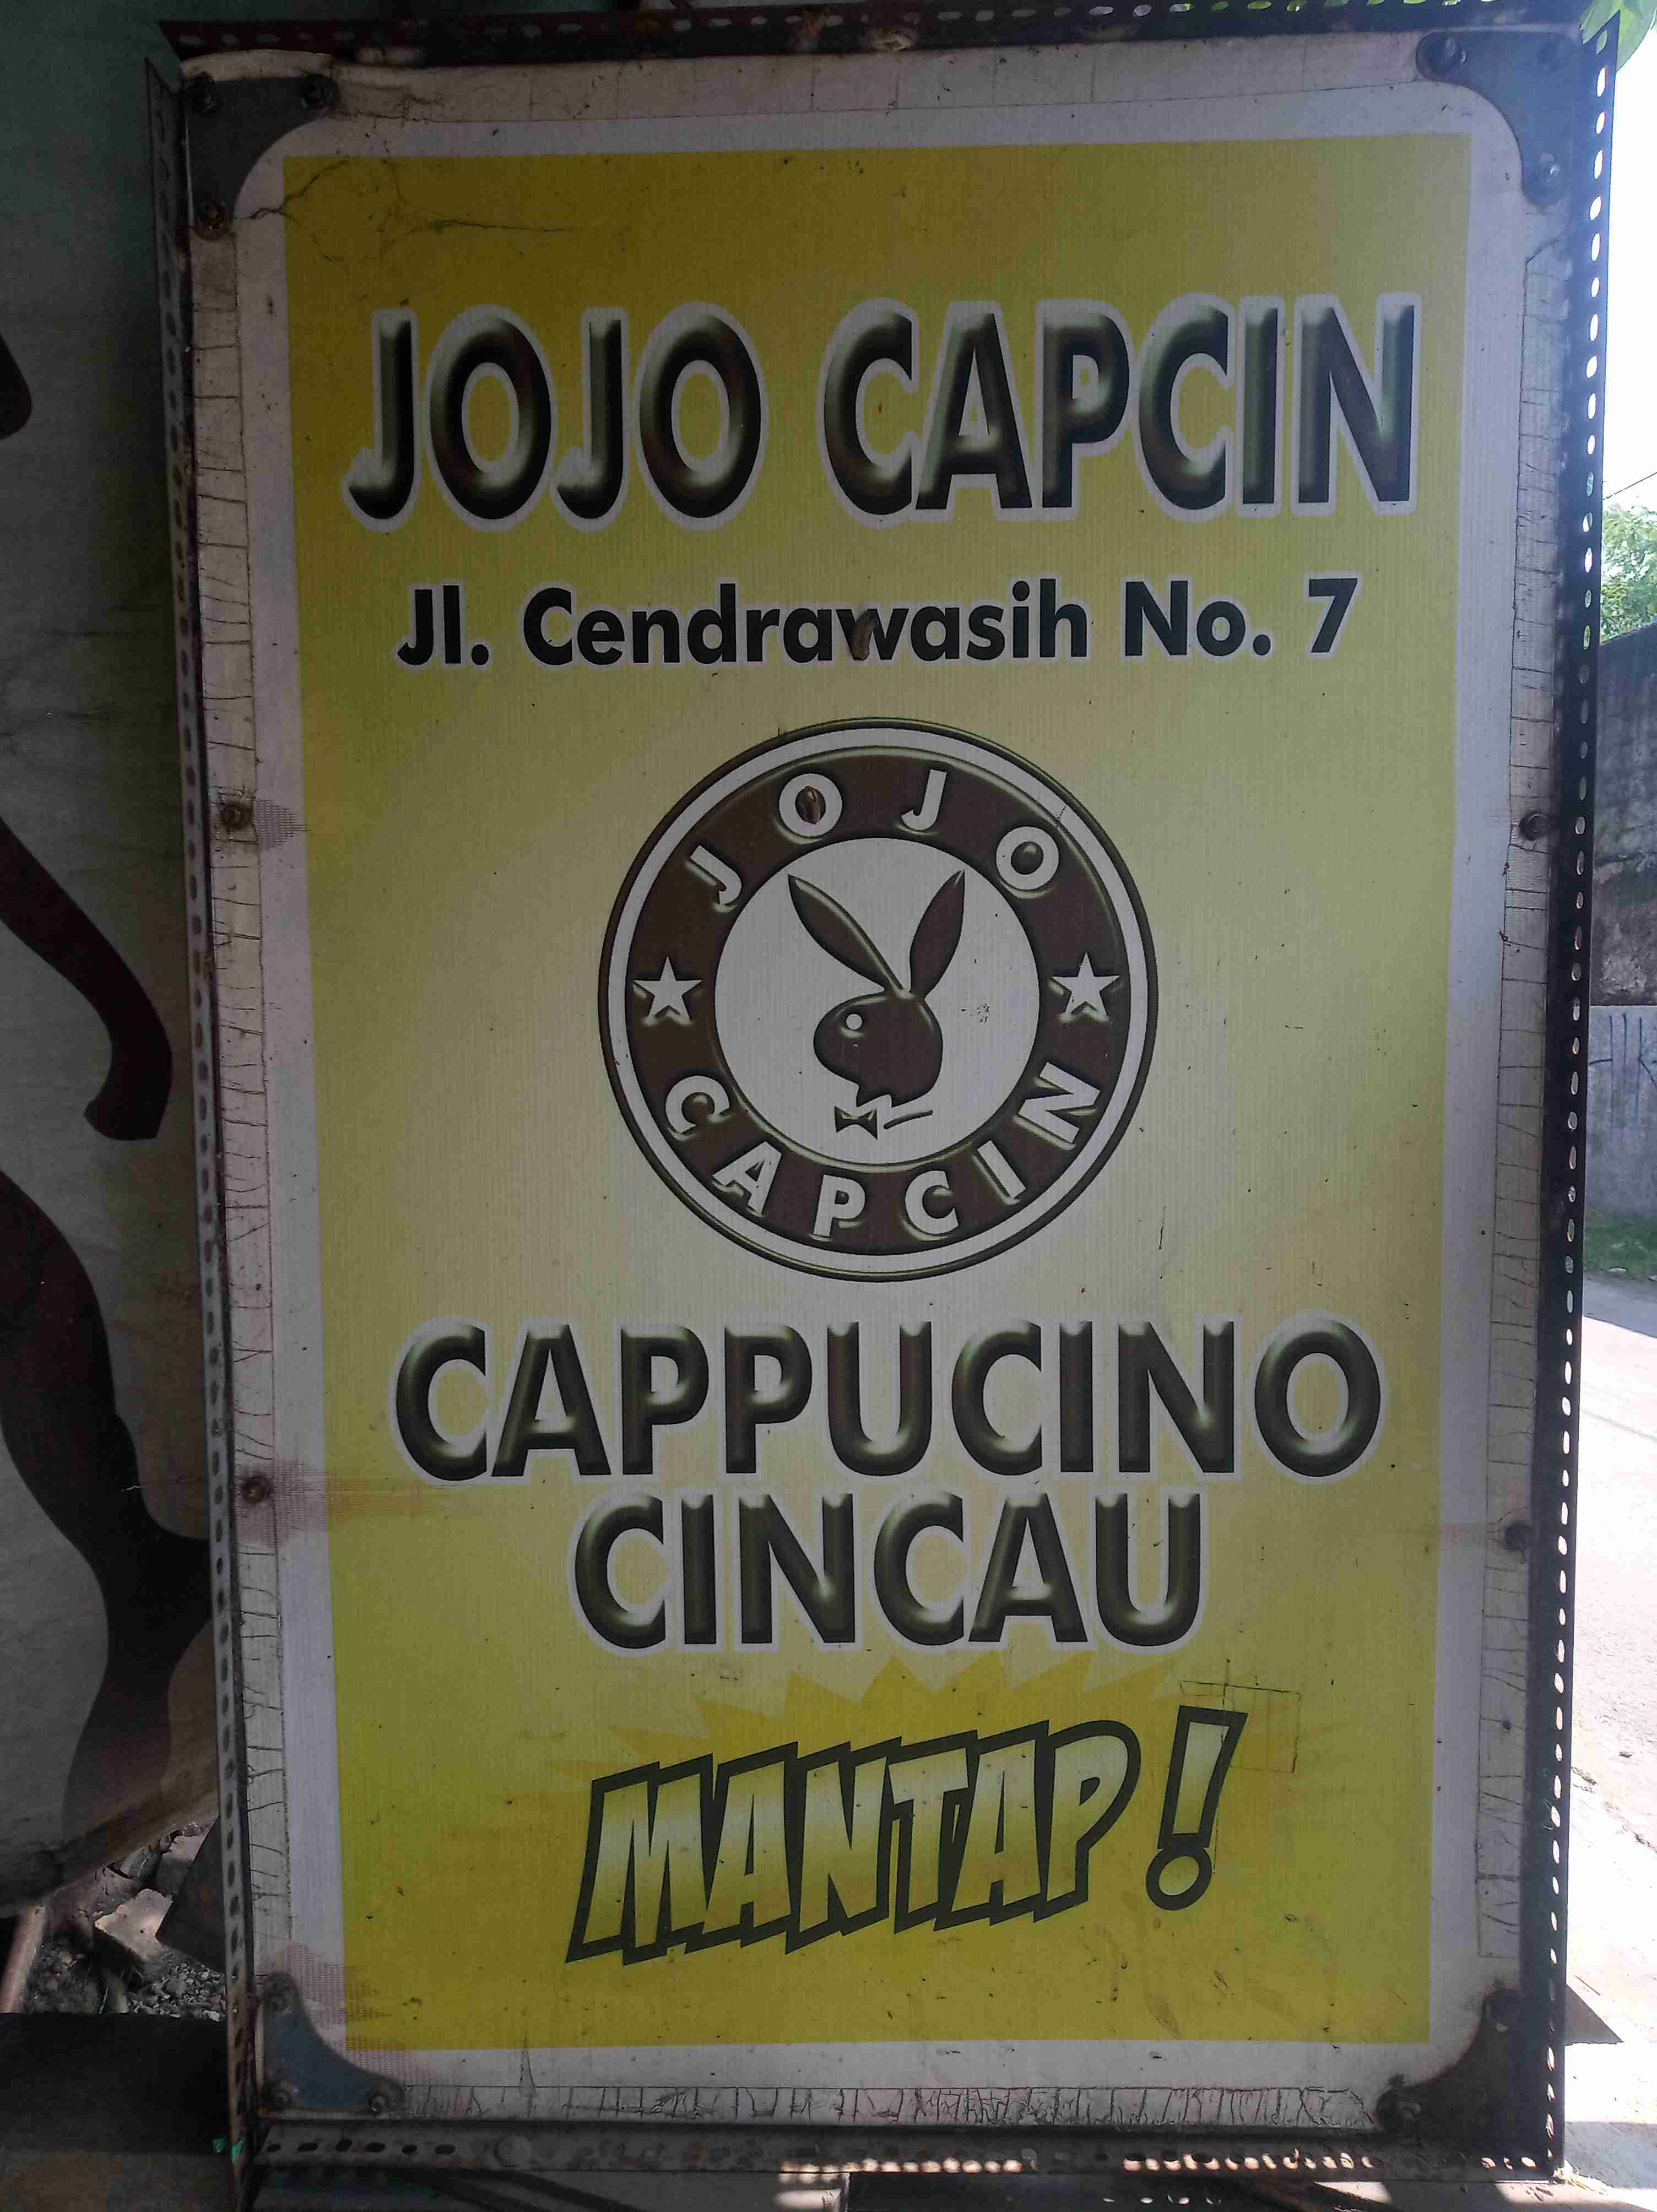 JOJO CAPCIN
Jl. Cendrawasih No. 7
JOJO
CAPCIN
CAPPUCINO
CINCAU
MANTAP!